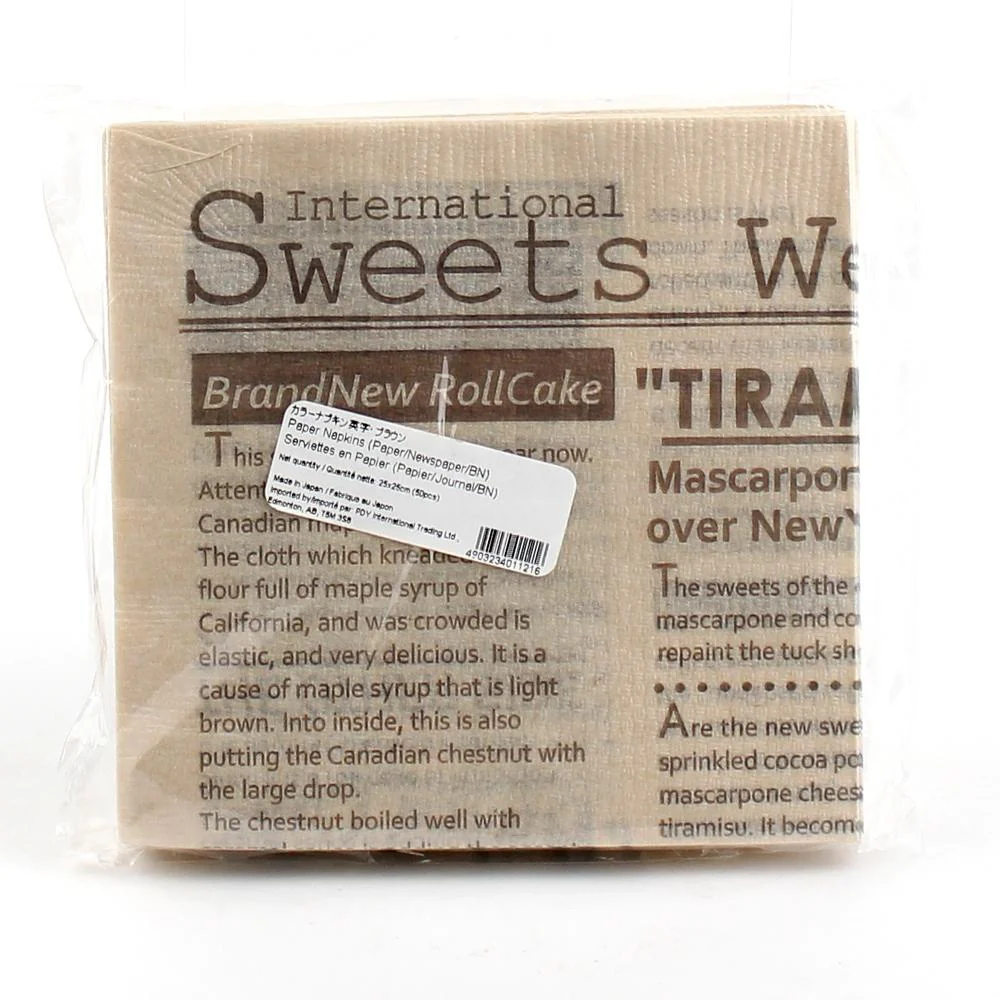 International
Sweets We
BrandNew RollCake
This ear now.
Attent
Canadian map
The cloth which kneaded
flour full of maple syrup of
California, and was crowded is
elastic, and very delicious. It is a
cause of maple syrup that is light
brown. Into inside, this is also
putting the Canadian chestnut with
the large drop.
The chestnut boiled well with
"TIRAM
Mascarpon
over NewY
The sweets of the
mascarpone and co
repaint the tuck sh
Are the new swe
sprinkled cocoa po
mascarpone chees
tiramisu. It become
カラーナプキン英字・ブラウン
Paper Napkins (Paper/Newspaper/BN)
Serviettes en Papier (Papier/Journal/BN)
Net quantity / Quantité nette: 25x25cm (50pcs)
Made in Japan / Fabriqué au Japon
Imported by/Importé par: PDY International Trading Ltd.,
Edmonton, AB, T5M 3S8
4903234011216